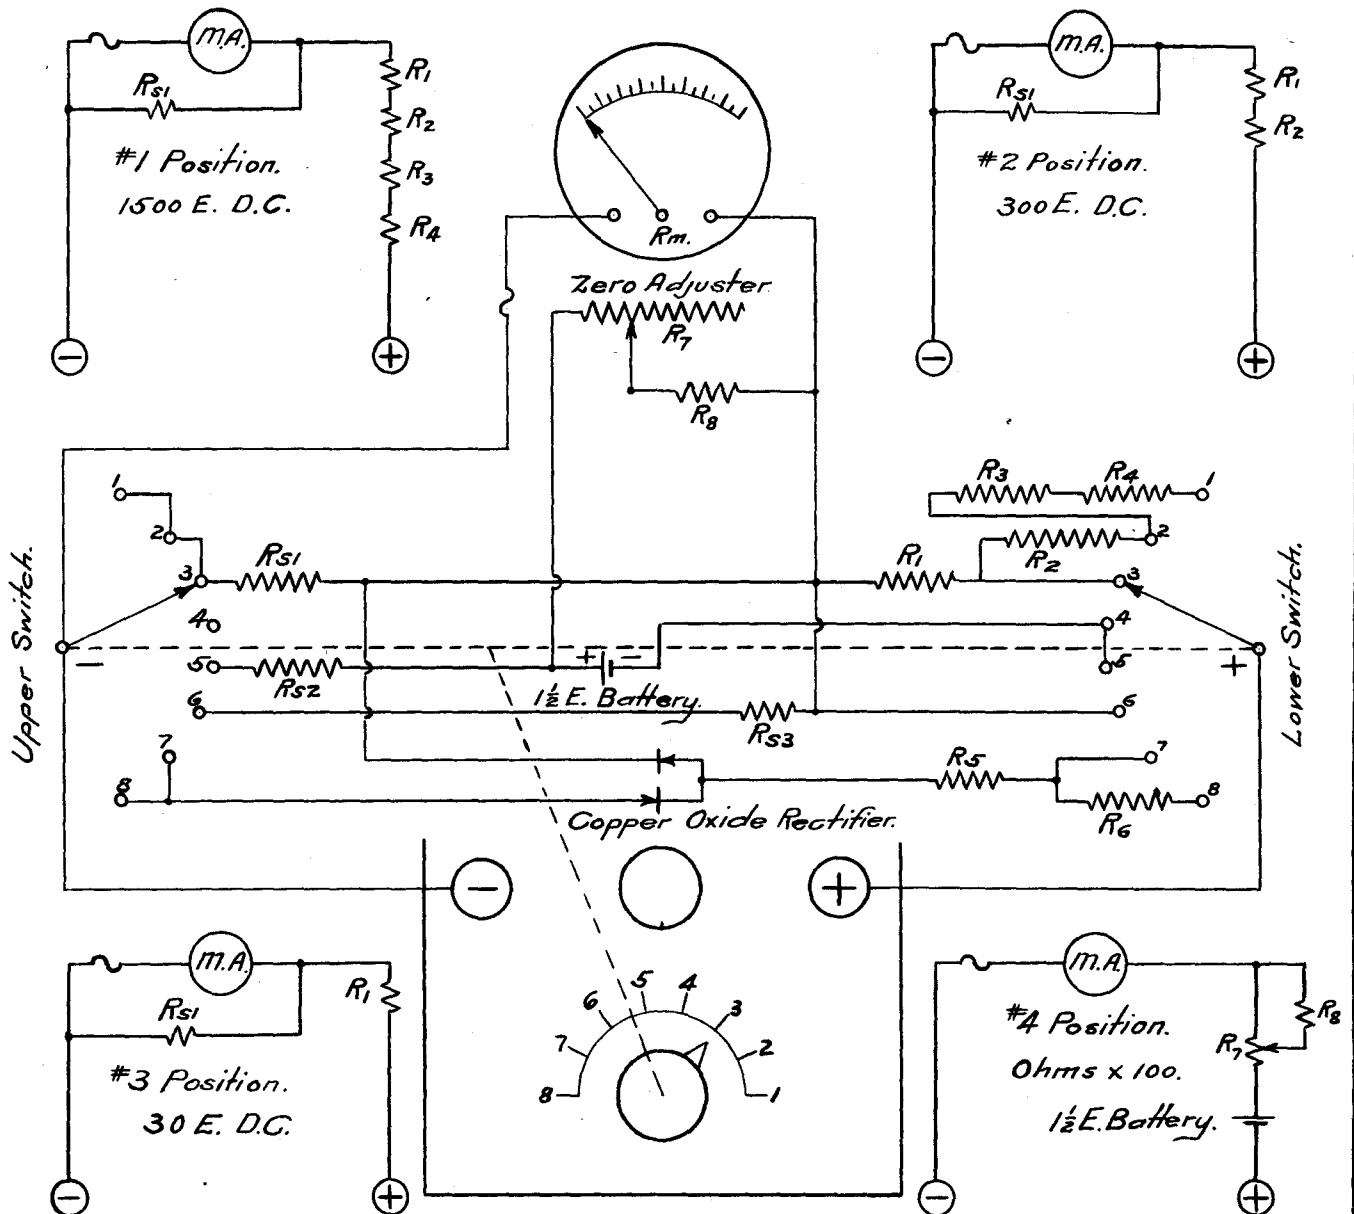 M.A.
R1
R2
R3
R4
RS1
#1 Position.
1500 E. D.C.
−
+
Rm.
Zero Adjuster
R7
R8
M.A.
R1
R2
RS1
#2 Position.
300 E. D.C.
−
+
Upper Switch.
1
2
3
4
5
6
7
8
−
RS1
RS2
+ −
1½ E. Battery.
RS3
Copper Oxide Rectifier.
R3
R4
1
R2
2
R1
3
4
5
6
R5
7
R6
8
+
Lower Switch.
−
+
8
7
6
5
4
3
2
1
M.A.
R1
RS1
#3 Position.
30 E. D.C.
−
+
M.A.
#4 Position.
Ohms x 100.
1½ E. Battery.
R7
R8
−
+